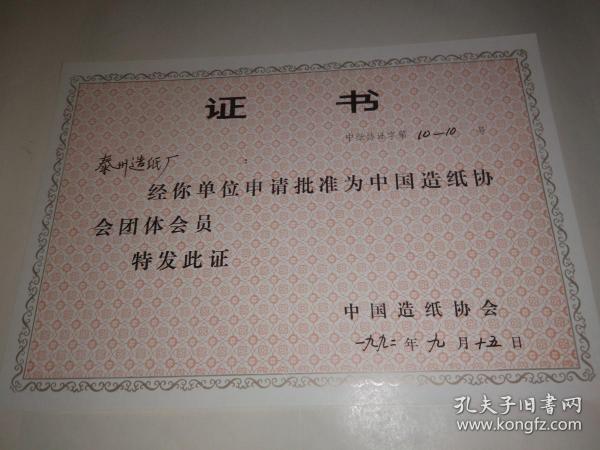 证 书
中纸协证字第 10—10 号
泰州造纸厂：
经你单位申请批准为中国造纸协
会团体会员
特发此证
中国造纸协会
一九九二年九月十五日
孔夫子旧书网
www.kongfz.com